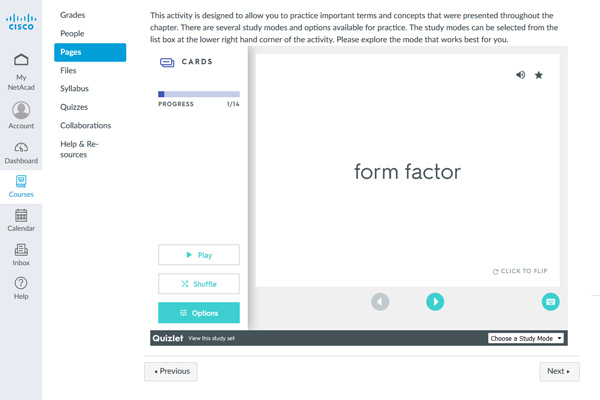 CISCO
My
NetAcad
Account
Dashboard
Courses
Calendar
Inbox
Help
Grades
People
Pages
Files
Syllabus
Quizzes
Collaborations
Help & Re-
sources
This activity is designed to allow you to practice important terms and concepts that were presented throughout the
chapter. There are several study modes and options available for practice. The study modes can be selected from the
list box at the lower right hand corner of the activity. Please explore the mode that works best for you.
CARDS
PROGRESS 1/14
form factor
CLICK TO FLIP
Play
Shuffle
Options
Quizlet View this study set Choose a Study Mode
Previous Next